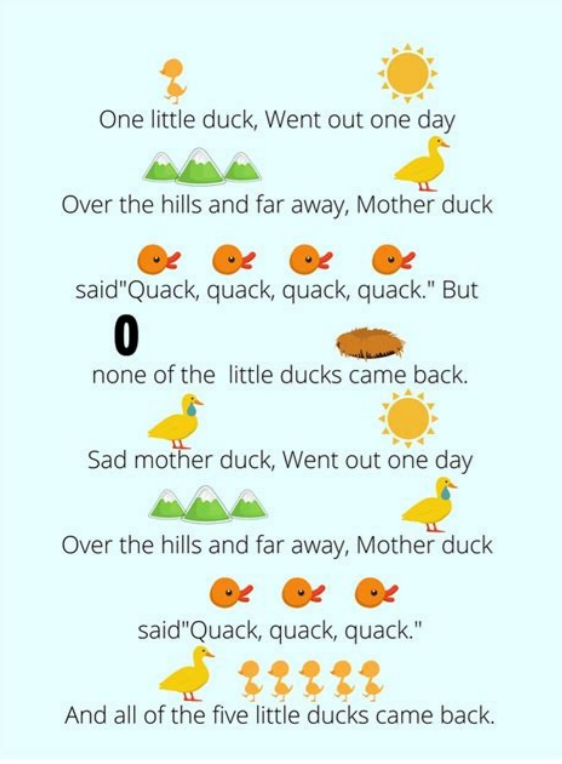 One little duck, Went out one day
Over the hills and far away, Mother duck
said"Quack, quack, quack, quack." But
0
none of the  little ducks came back.
Sad mother duck, Went out one day
Over the hills and far away, Mother duck
said"Quack, quack, quack."
And all of the five little ducks came back.